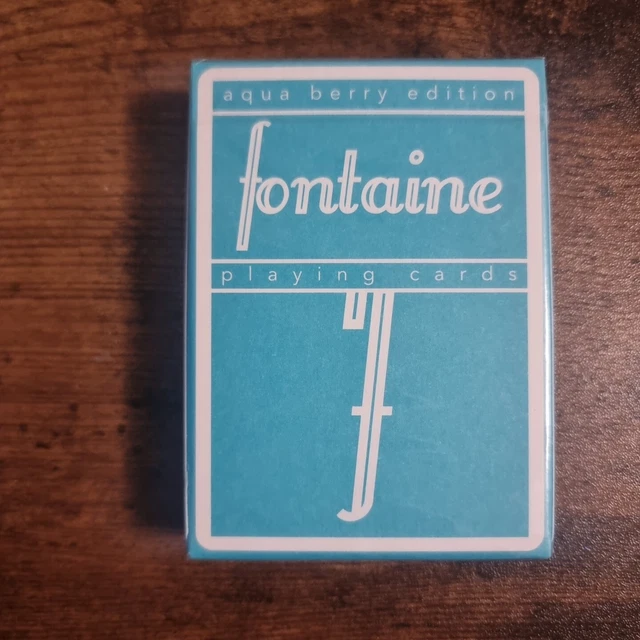 aqua berry edition
fontaine
playing cards